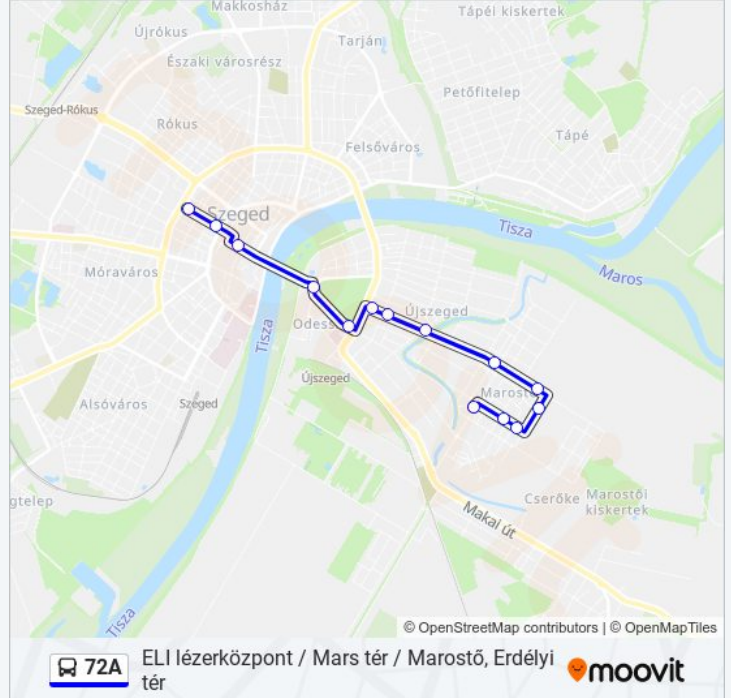 Makkosház
Tápéi kiskertek
Újrókus
Tarján
Északi városrész
Petőfitelep
Szeged-Rókus
Rókus
Tápé
Felsőváros
Szeged
Tisza
Móraváros
Maros
Odess
Újszeged
Tisza
Újszeged
Marostő
Alsóváros
Szeged
gtelep
Cserőke
Marostői
kiskertek
Makai út
Tisza
© OpenStreetMap contributors | © OpenMapTiles
72A
ELI lézerközpont / Mars tér / Marostő, Erdélyi
tér
moovit